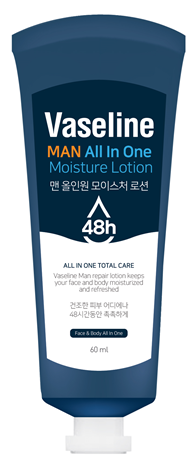 Vaseline
MAN All In One
Moisture Lotion
맨 올인원 모이스처 로션
48h
ALL IN ONE TOTAL CARE
Vaseline Man repair lotion keeps
your face and body moisturized
and refreshed
건조한 피부 어디에나
48시간동안 촉촉하게
Face & Body All In One
60 ml